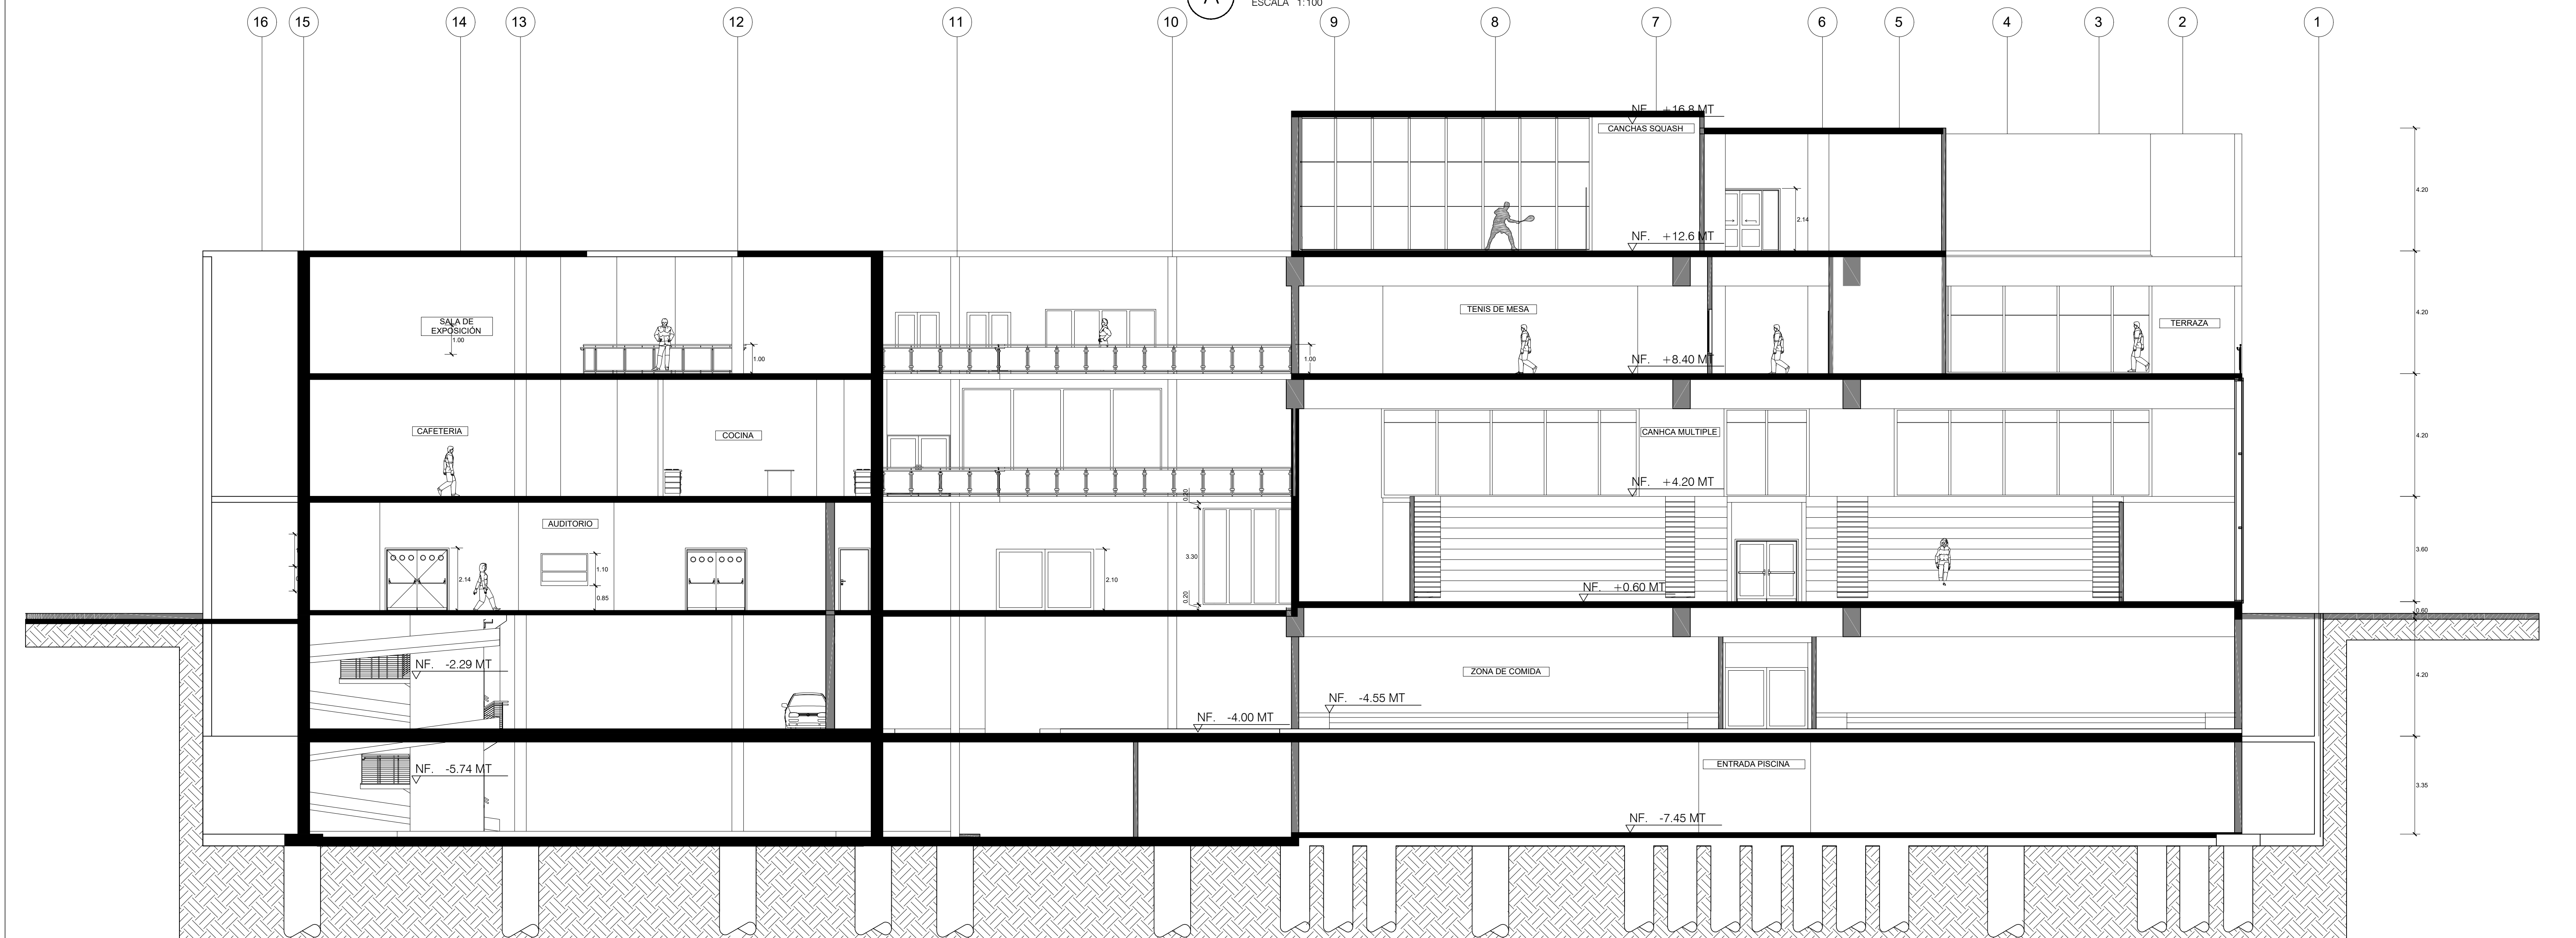 A
ESCALA 1:100
16 15 14 13 12 11 10 9 8 7 6 5 4 3 2 1
NF. +16.8 MT
CANCHAS SQUASH
4.20
2.14
NF. +12.6 MT
SALA DE
EXPOSICIÓN
1.00
1.00
1.00
TENIS DE MESA
TERRAZA
4.20
NF. +8.40 MT
CAFETERIA
COCINA
CANHCA MULTIPLE
4.20
NF. +4.20 MT
0.20
AUDITORIO
2.14
1.10
0.85
2.10
3.30
0.20
3.60
NF. +0.60 MT
0.60
NF. -2.29 MT
ZONA DE COMIDA
4.20
NF. -4.55 MT
NF. -4.00 MT
NF. -5.74 MT
ENTRADA PISCINA
3.35
NF. -7.45 MT